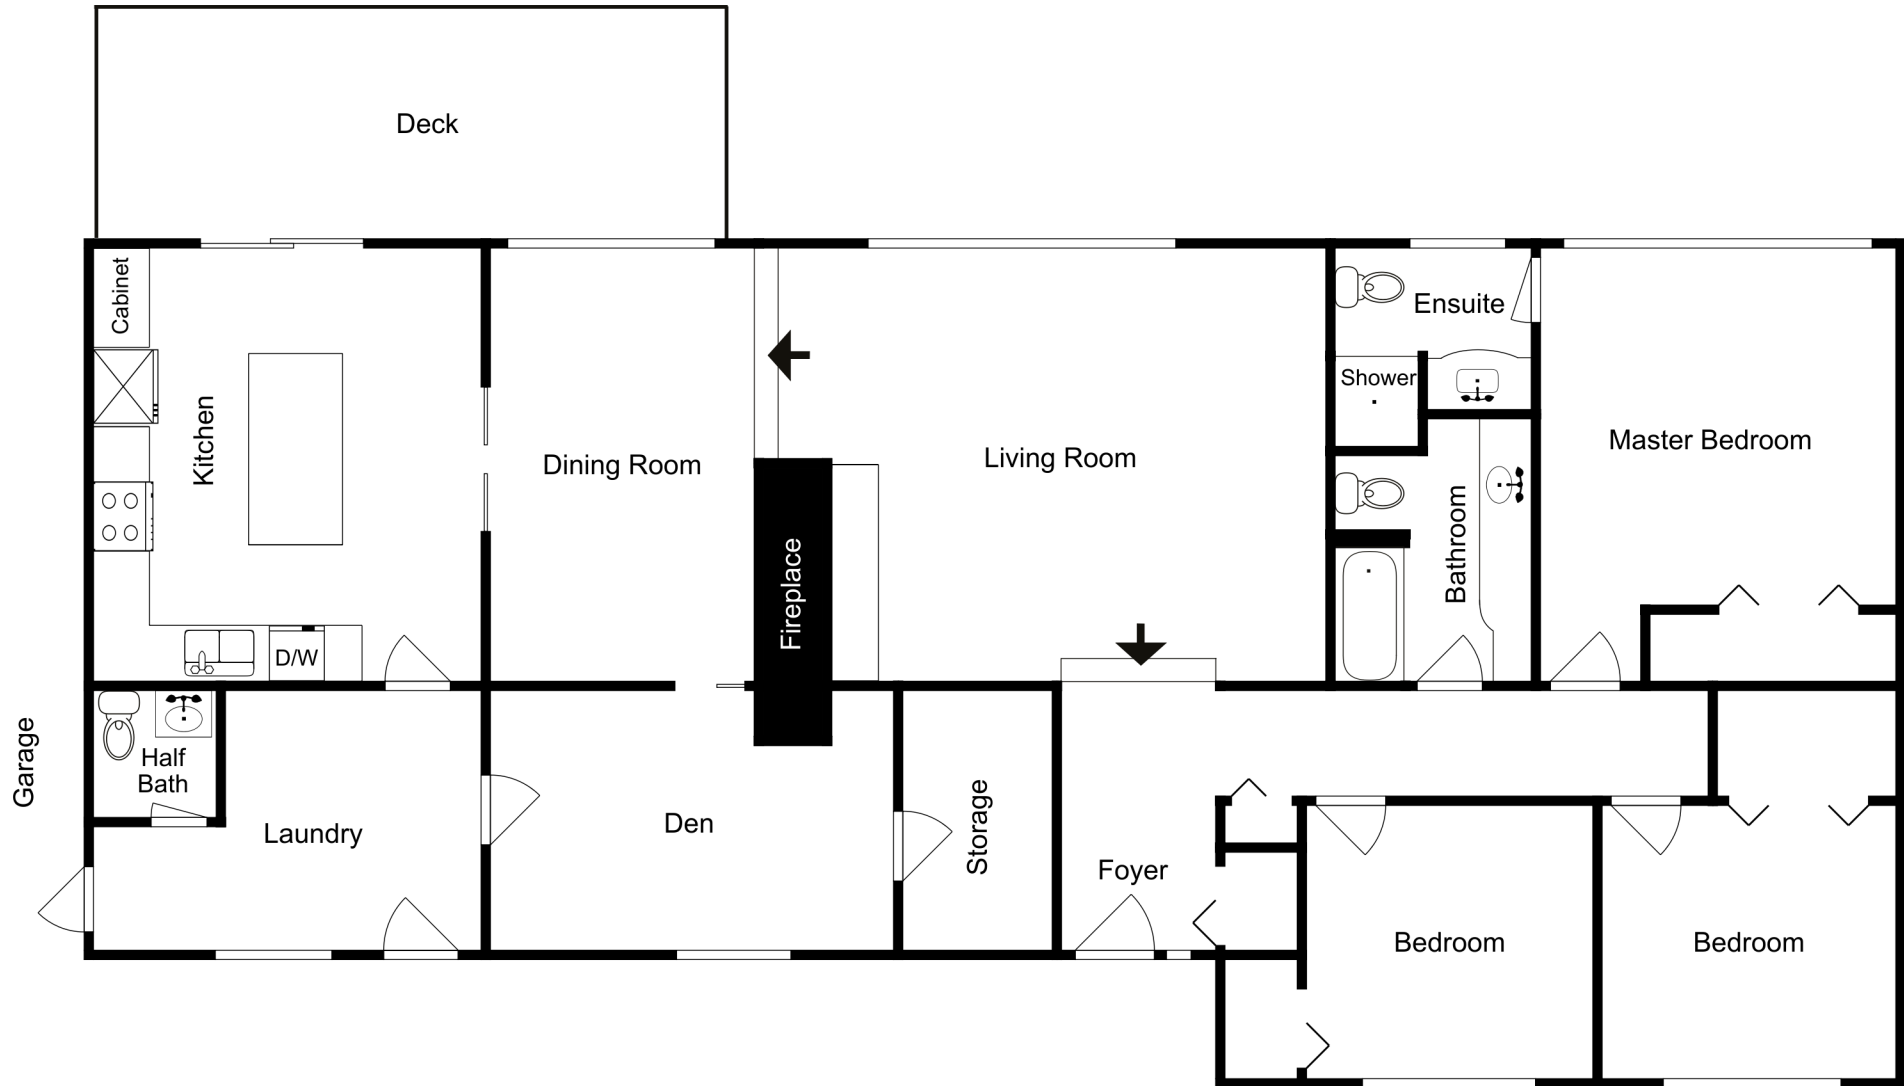 Deck
Cabinet
Ensuite
Shower
Kitchen
Dining Room
Living Room
Master Bedroom
Bathroom
Fireplace
D/W
Garage
Half
Bath
Laundry
Den
Storage
Foyer
Bedroom
Bedroom